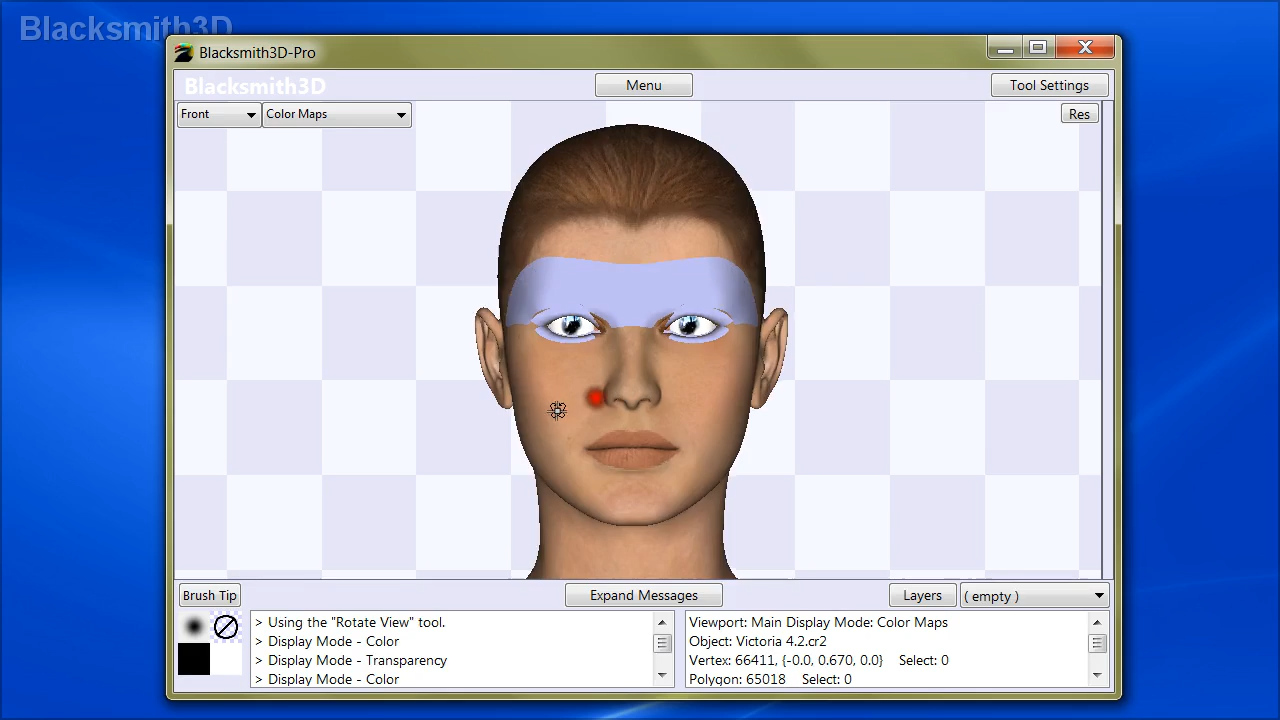 Blacksmith3D
Blacksmith3D-Pro
Blacksmith3D
Menu
Tool Settings
Front
Color Maps
Res
Brush Tip
Expand Messages
Layers
( empty )
> Using the "Rotate View" tool.
> Display Mode - Color
> Display Mode - Transparency
> Display Mode - Color
Viewport: Main Display Mode: Color Maps
Object: Victoria 4.2.cr2
Vertex: 66411, {-0.0, 0.670, 0.0} Select: 0
Polygon: 65018 Select: 0